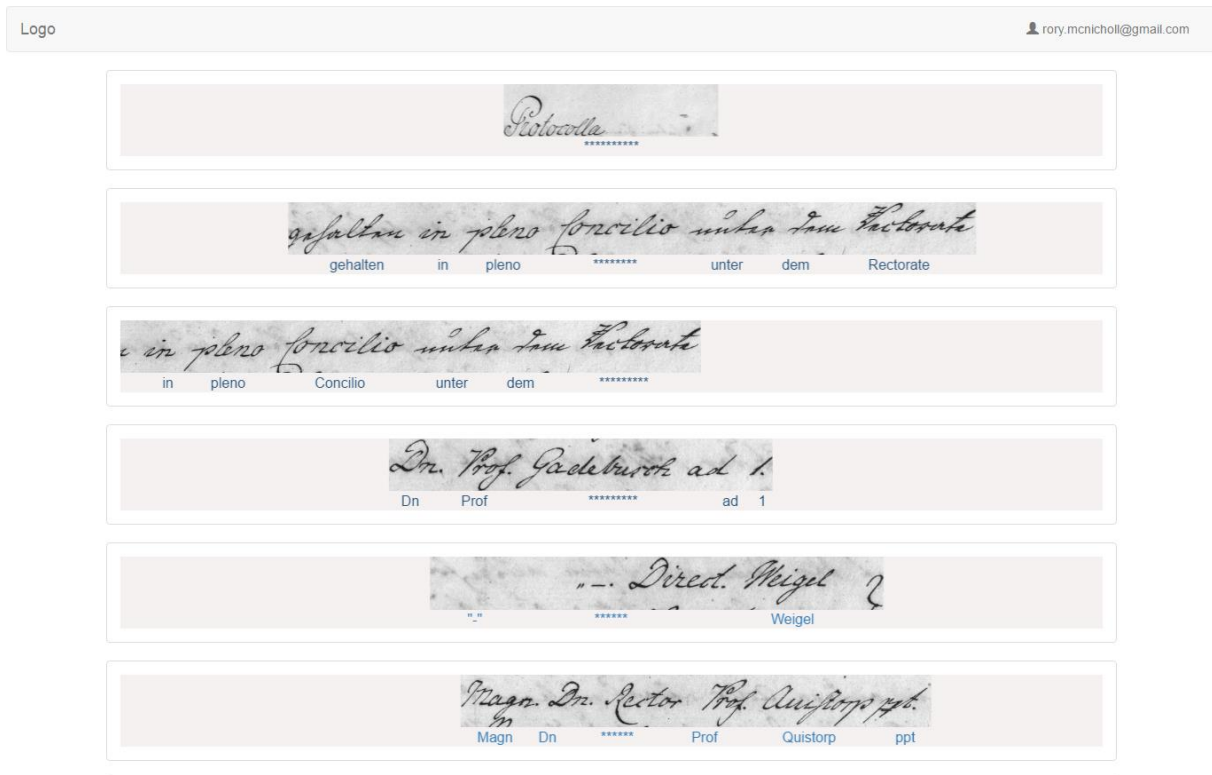 Logo rory.mcnicholl@gmail.com
Protocolla
**********
gehalten in pleno Concilio unter dem Rectorate
gehalten in pleno ******** unter dem Rectorate
in pleno Concilio unter dem Rectorate
in pleno Concilio unter dem *********
Dn. Prof. Gadebusch ad 1.
Dn Prof ********* ad 1
"–. Direct. Weigel
"-" ****** Weigel
Magn. Dn. Rector Prof. Quistorp ppt.
Magn Dn ****** Prof Quistorp ppt